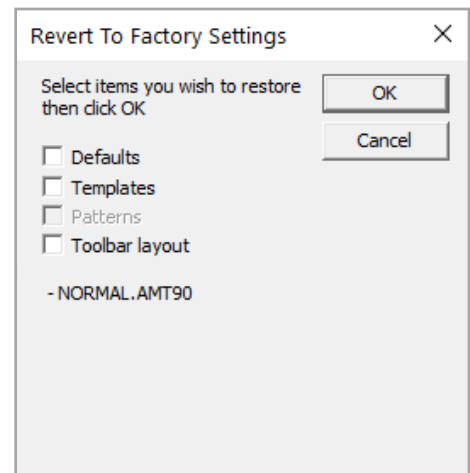 Revert To Factory Settings
Select items you wish to restore
then click OK
OK
Cancel
Defaults
Templates
Patterns
Toolbar layout
- NORMAL.AMT90